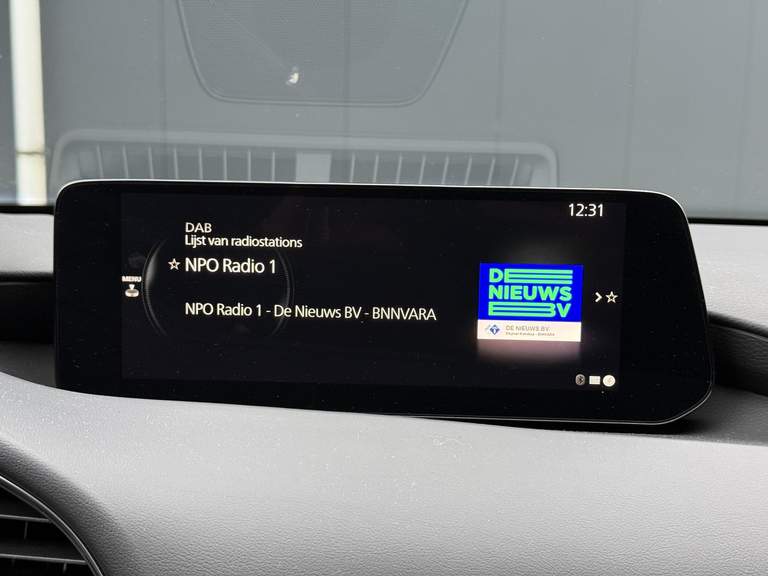 12:31
DAB
Lijst van radiostations
NPO Radio 1
MENU
NPO Radio 1 - De Nieuws BV - BNNVARA
DE
NIEUWS
BV
DE NIEUWS BV